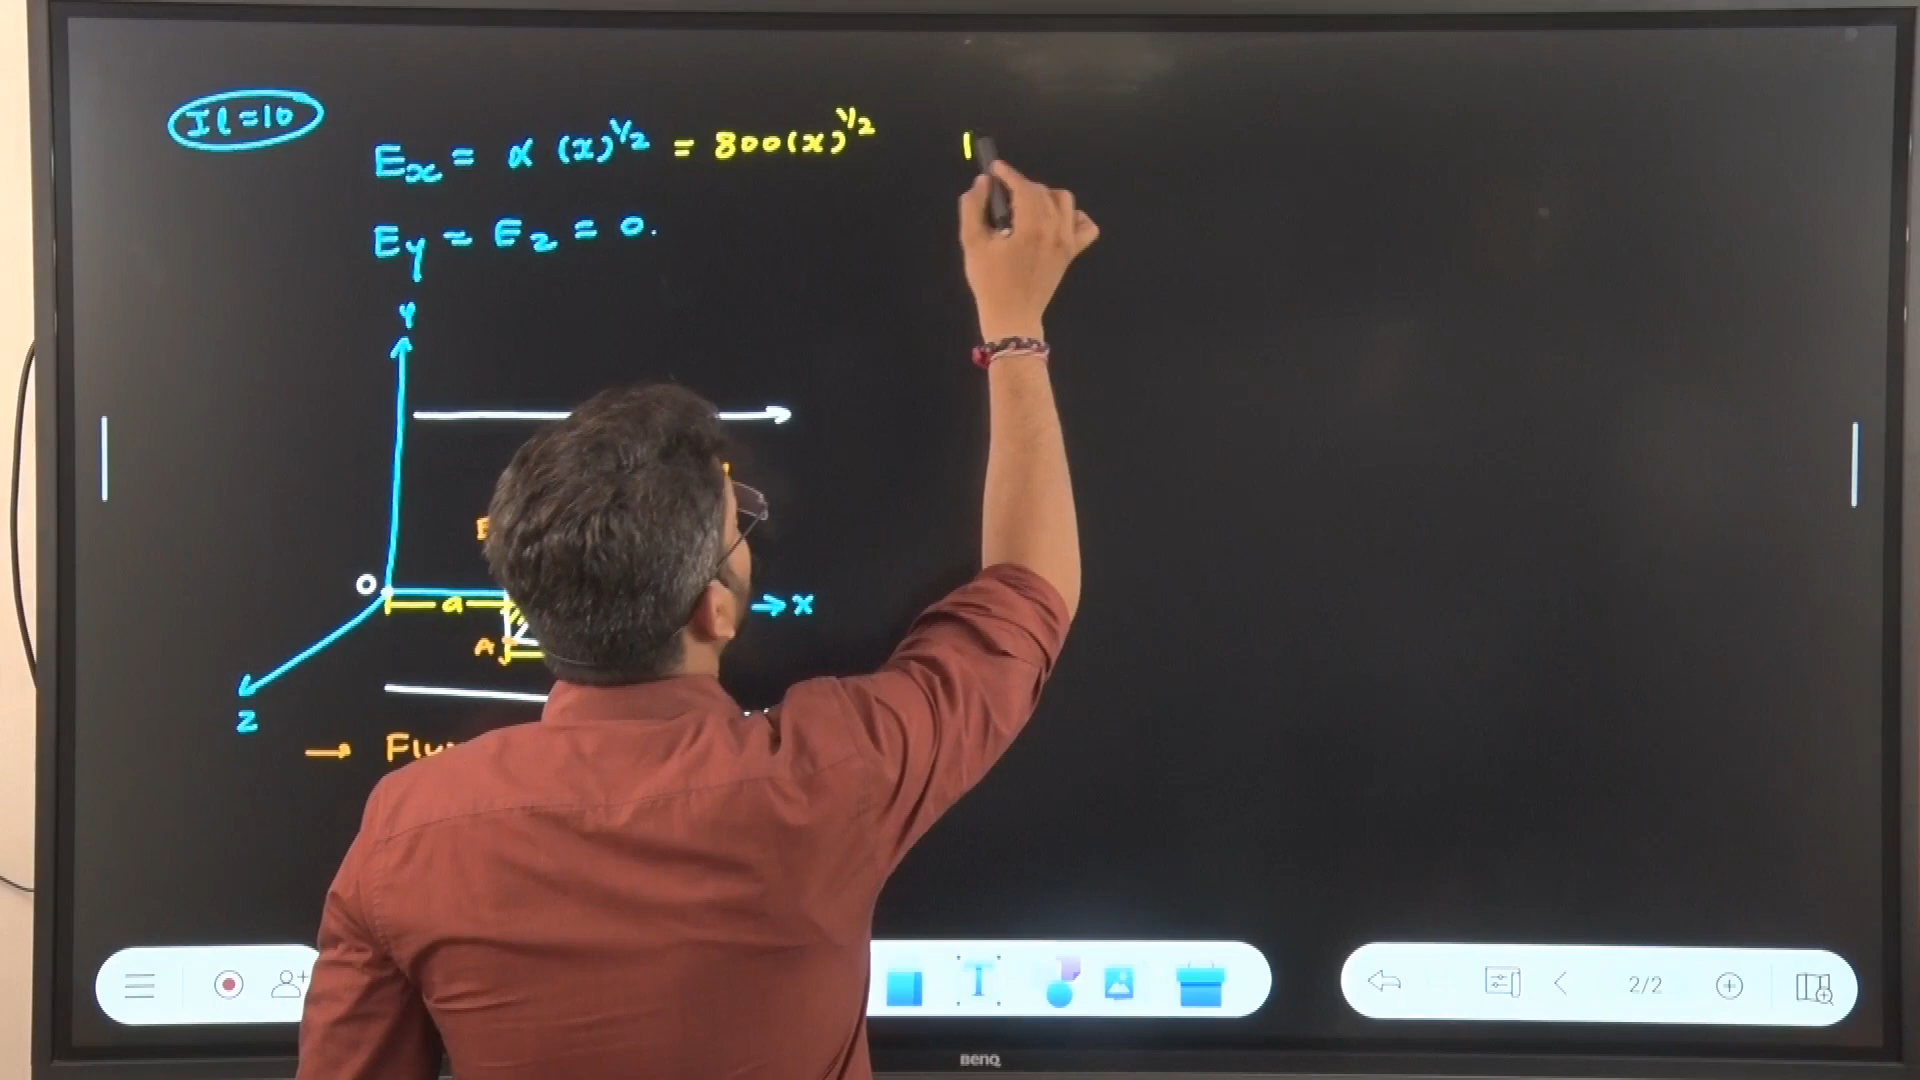 Il=10
Ex = α (x)^1/2 = 800(x)^1/2
Ey = Ez = 0.
Y
O
a
x
A
z
→
2/2
T
BenQ